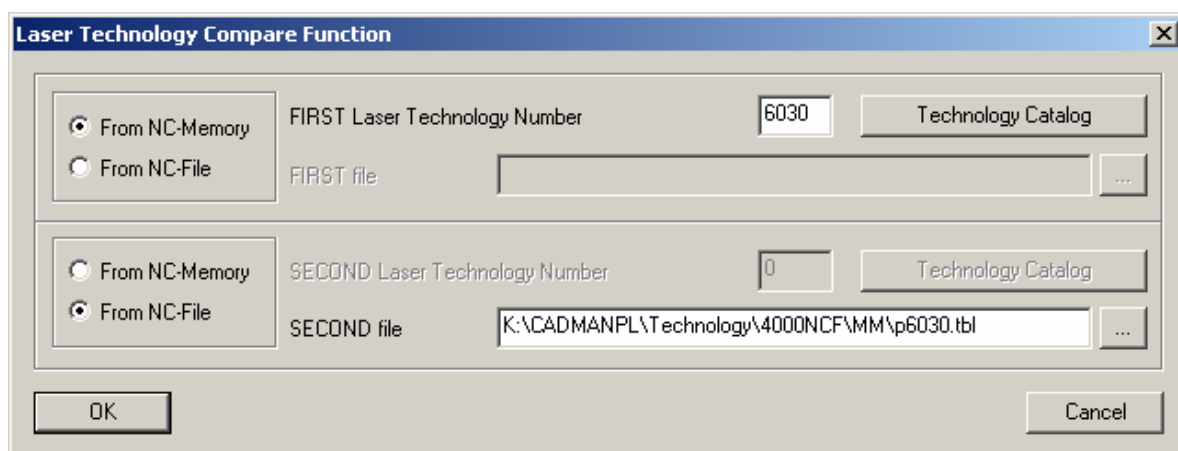 Laser Technology Compare Function
From NC-Memory
From NC-File
FIRST Laser Technology Number
6030
Technology Catalog
FIRST file
...
From NC-Memory
From NC-File
SECOND Laser Technology Number
0
Technology Catalog
SECOND file
K:\CADMANPL\Technology\4000NCF\MM\p6030.tbl
...
OK
Cancel